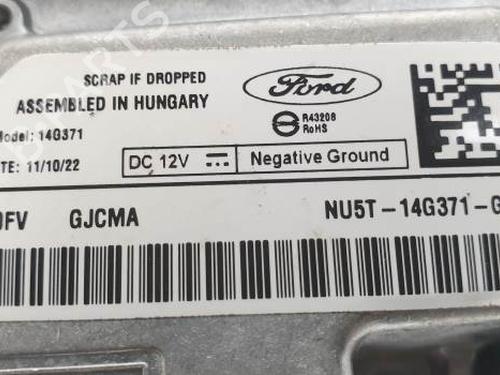 SCRAP IF DROPPED
ASSEMBLED IN HUNGARY
Ford
R43208
RoHS
Model: 14G371
TE: 11/10/22
DC 12V
Negative Ground
FV GJCMA
NU5T-14G371-G